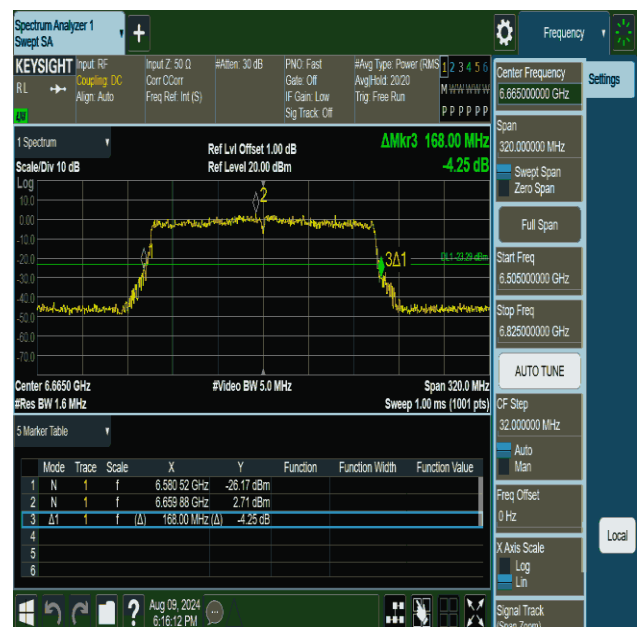 Spectrum Analyzer 1
Swept SA
+
Frequency
KEYSIGHT
RL
Input: RF
Coupling: DC
Align: Auto
Input Z: 50 Ω
Corr CCorr
Freq Ref: Int (S)
#Atten: 30 dB
PNO: Fast
Gate: Off
IF Gain: Low
Sig Track: Off
#Avg Type: Power (RMS
Avg|Hold: 20/20
Trig: Free Run
1 2 3 4 5 6
M WW WW W
P P P P P P
1 Spectrum
Scale/Div 10 dB
Ref Lvl Offset 1.00 dB
Ref Level 20.00 dBm
ΔMkr3 168.00 MHz
-4.25 dB
Log
10.0
0.00
-10.0
-20.0
-30.0
-40.0
-50.0
-60.0
-70.0
2
3Δ1
DL1 -23.29 dBm
Center 6.6650 GHz
#Res BW 1.6 MHz
#Video BW 5.0 MHz
Span 320.0 MHz
Sweep 1.00 ms (1001 pts)
5 Marker Table
Mode Trace Scale X Y Function Function Width Function Value
1 N 1 f 6.580 52 GHz -26.17 dBm
2 N 1 f 6.659 88 GHz 2.71 dBm
3 Δ1 1 f (Δ) 168.00 MHz (Δ) -4.25 dB
4
5
6
Aug 09, 2024
6:16:12 PM
?
Center Frequency
6.665000000 GHz
Span
320.000000 MHz
Swept Span
Zero Span
Full Span
Start Freq
6.505000000 GHz
Stop Freq
6.825000000 GHz
AUTO TUNE
CF Step
32.000000 MHz
Auto
Man
Freq Offset
0 Hz
X Axis Scale
Log
Lin
Signal Track
(Span Zoom)
Settings
Local